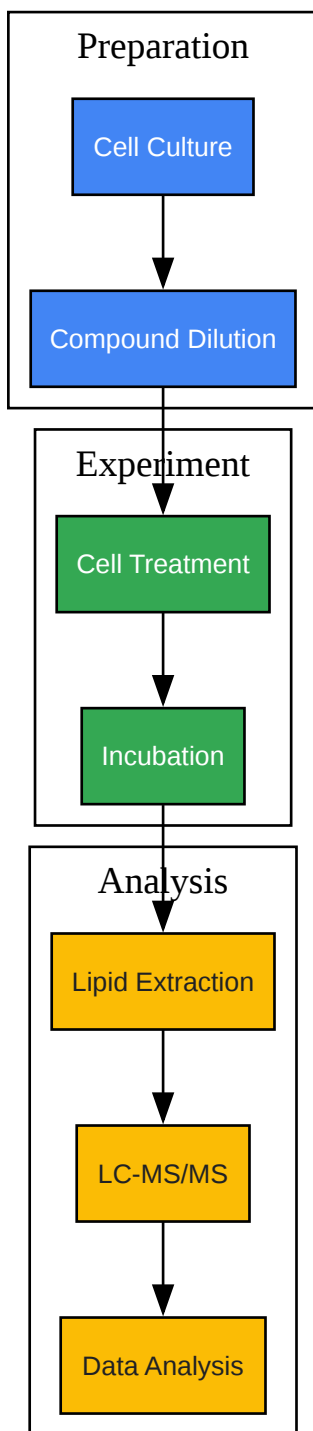 Preparation
Cell Culture
Compound Dilution
Experiment
Cell Treatment
Incubation
Analysis
Lipid Extraction
LC-MS/MS
Data Analysis